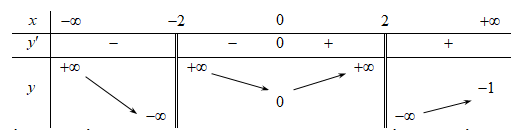 x −∞ −2 0 2 +∞
y′ − − 0 + +
+∞ +∞ +∞
y −1
0
−∞ −∞